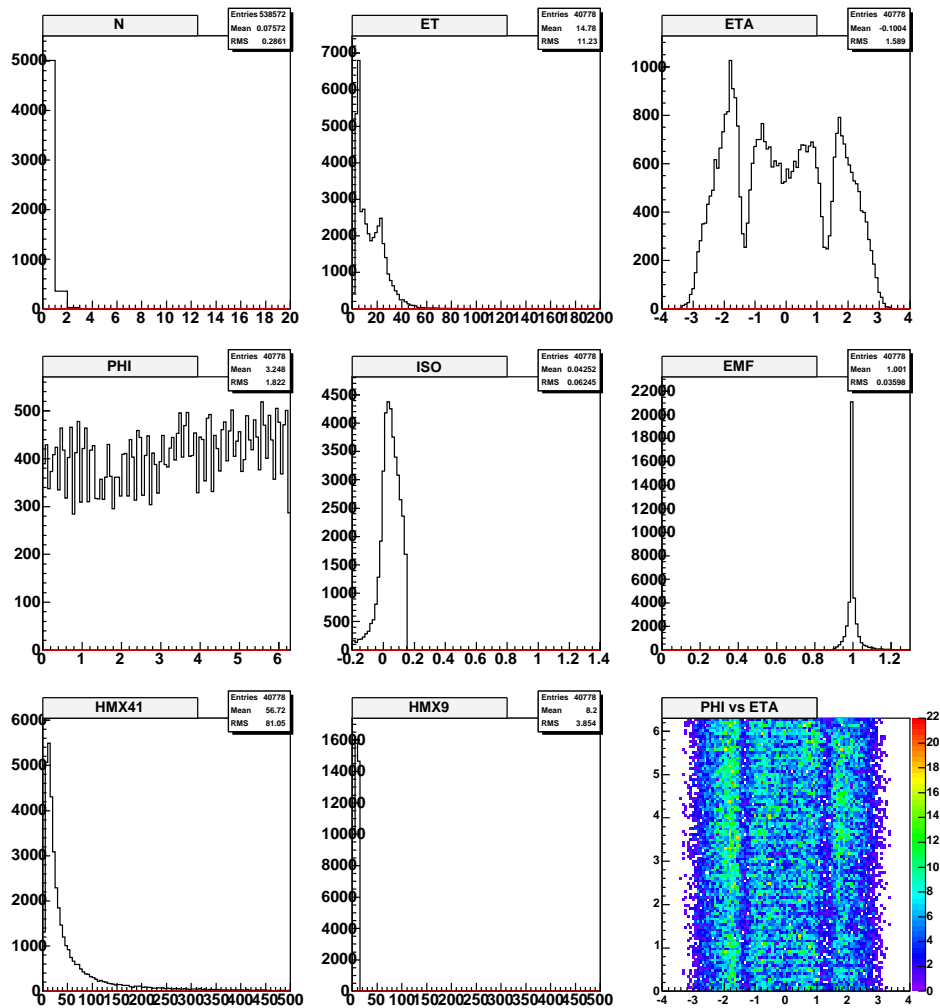 N
Entries 538572
Mean 0.07572
RMS 0.2861
5000
4000
3000
2000
1000
0
0 2 4 6 8 10 12 14 16 18 20
ET
Entries 40778
Mean 14.78
RMS 11.23
7000
6000
5000
4000
3000
2000
1000
0
0 20 40 60 80 100 120 140 160 180 200
ETA
Entries 40778
Mean -0.1004
RMS 1.589
1000
800
600
400
200
0
-4 -3 -2 -1 0 1 2 3 4
PHI
Entries 40778
Mean 3.248
RMS 1.822
500
400
300
200
100
0
0 1 2 3 4 5 6
ISO
Entries 40778
Mean 0.04252
RMS 0.06245
4500
4000
3500
3000
2500
2000
1500
1000
500
0
-0.2 0 0.2 0.4 0.6 0.8 1 1.2 1.4
EMF
Entries 40778
Mean 1.001
RMS 0.03598
22000
20000
18000
16000
14000
12000
10000
8000
6000
4000
2000
0
0 0.2 0.4 0.6 0.8 1 1.2
HMX41
Entries 40778
Mean 56.72
RMS 81.05
6000
5000
4000
3000
2000
1000
0
0 50 100 150 200 250 300 350 400 450 500
HMX9
Entries 40778
Mean 8.2
RMS 3.854
16000
14000
12000
10000
8000
6000
4000
2000
0
0 50 100 150 200 250 300 350 400 450 500
PHI vs ETA
6
5
4
3
2
1
0
-4 -3 -2 -1 0 1 2 3 4
22
20
18
16
14
12
10
8
6
4
2
0